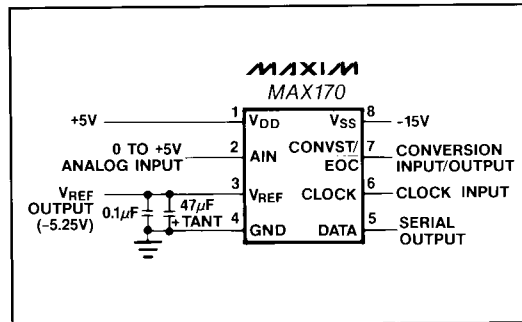 MAXIM
MAX170
+5V 1 VDD VSS 8 -15V
0 TO +5V
ANALOG INPUT 2 AIN CONVST/
EOC 7 CONVERSION
INPUT/OUTPUT
VREF
OUTPUT
(-5.25V) 3 VREF CLOCK 6 CLOCK INPUT
0.1µF 47µF
+ TANT
4 GND DATA 5 SERIAL
OUTPUT